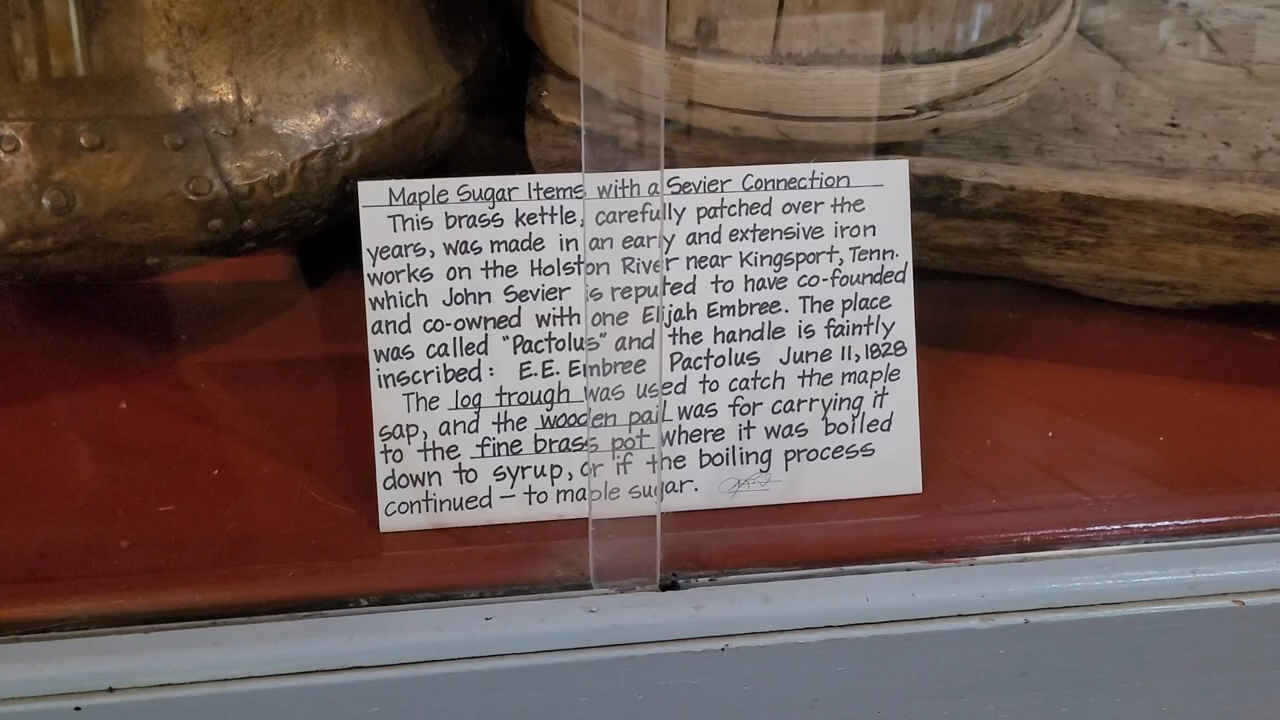 Maple Sugar Items with a Sevier Connection
This brass kettle, carefully patched over the
years, was made in an early and extensive iron
works on the Holston River near Kingsport, Tenn.
which John Sevier is reputed to have co-founded
and co-owned with one Elijah Embree. The place
was called "Pactolus" and the handle is faintly
inscribed: E.E. Embree Pactolus June 11, 1828
The log trough was used to catch the maple
sap, and the wooden pail was for carrying it
to the fine brass pot where it was boiled
down to syrup, or if the boiling process
continued – to maple sugar.